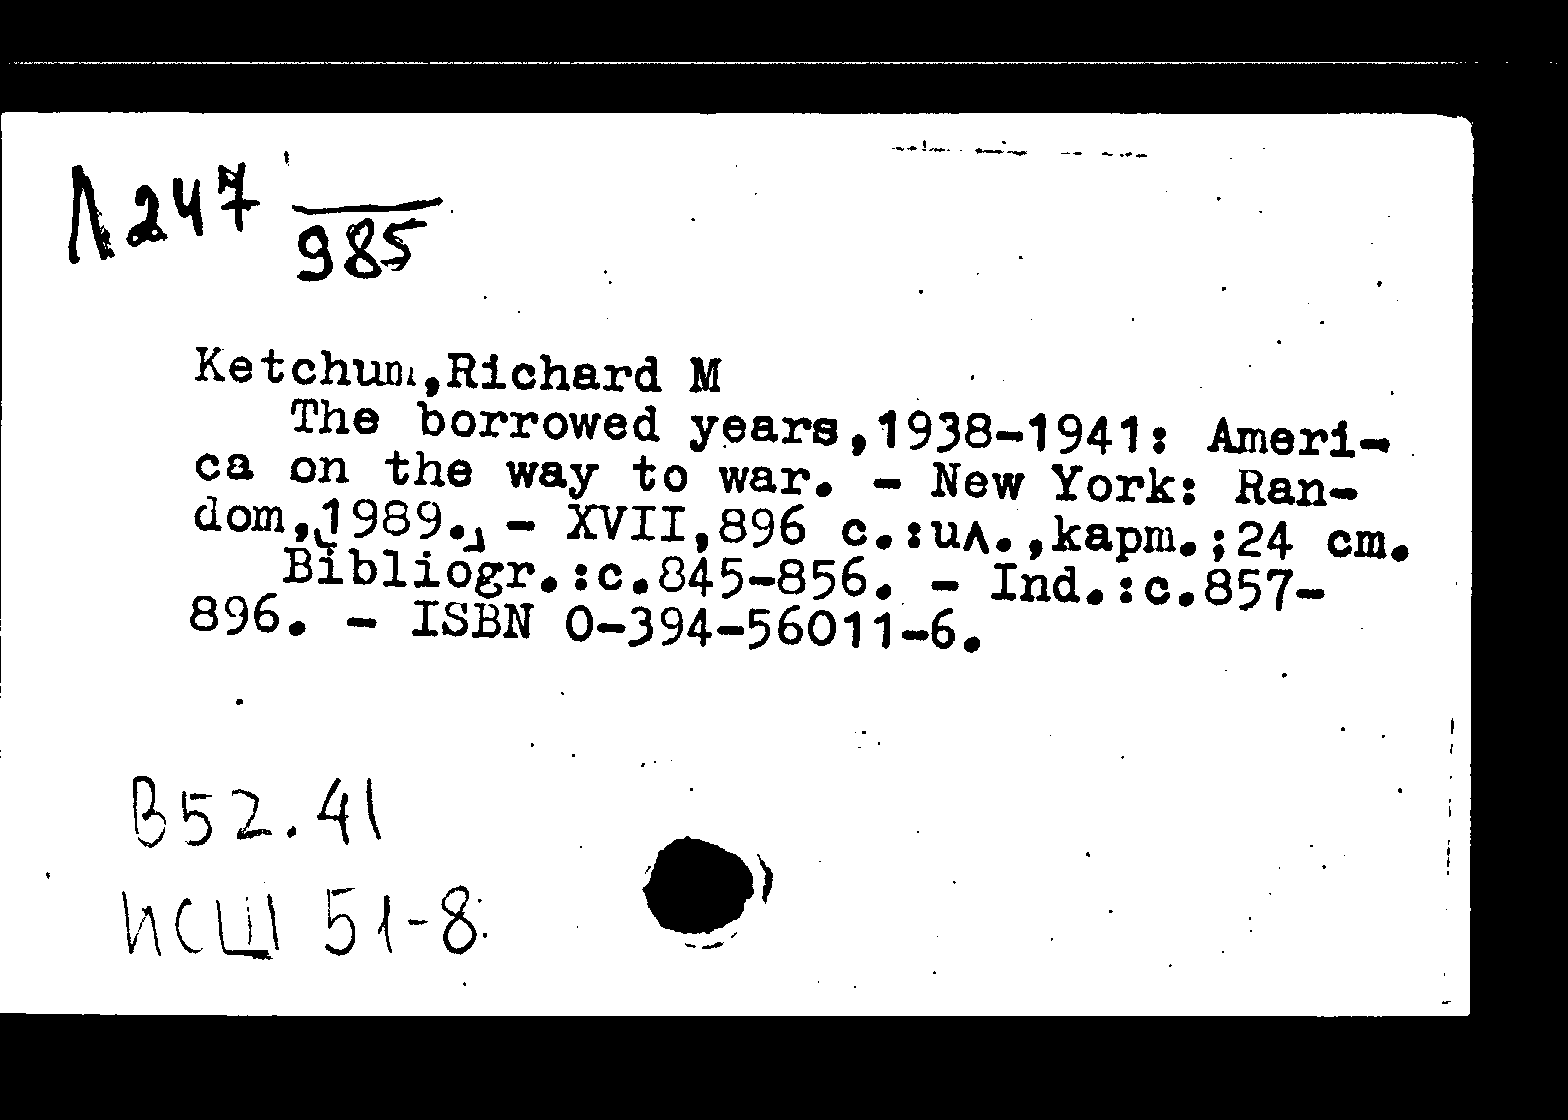 Л247
985
Ketchum,Richard M
The borrowed years,1938-1941: Ameri-
ca on the way to war. - New York: Ran-
dom,[1989.] - XVII,896 c.:ил.,карт.;24 cm.
Bibliogr.:c.845-856. - Ind.:c.857-
896. - ISBN 0-394-56011-6.
B52.41
ИСШ 51-8